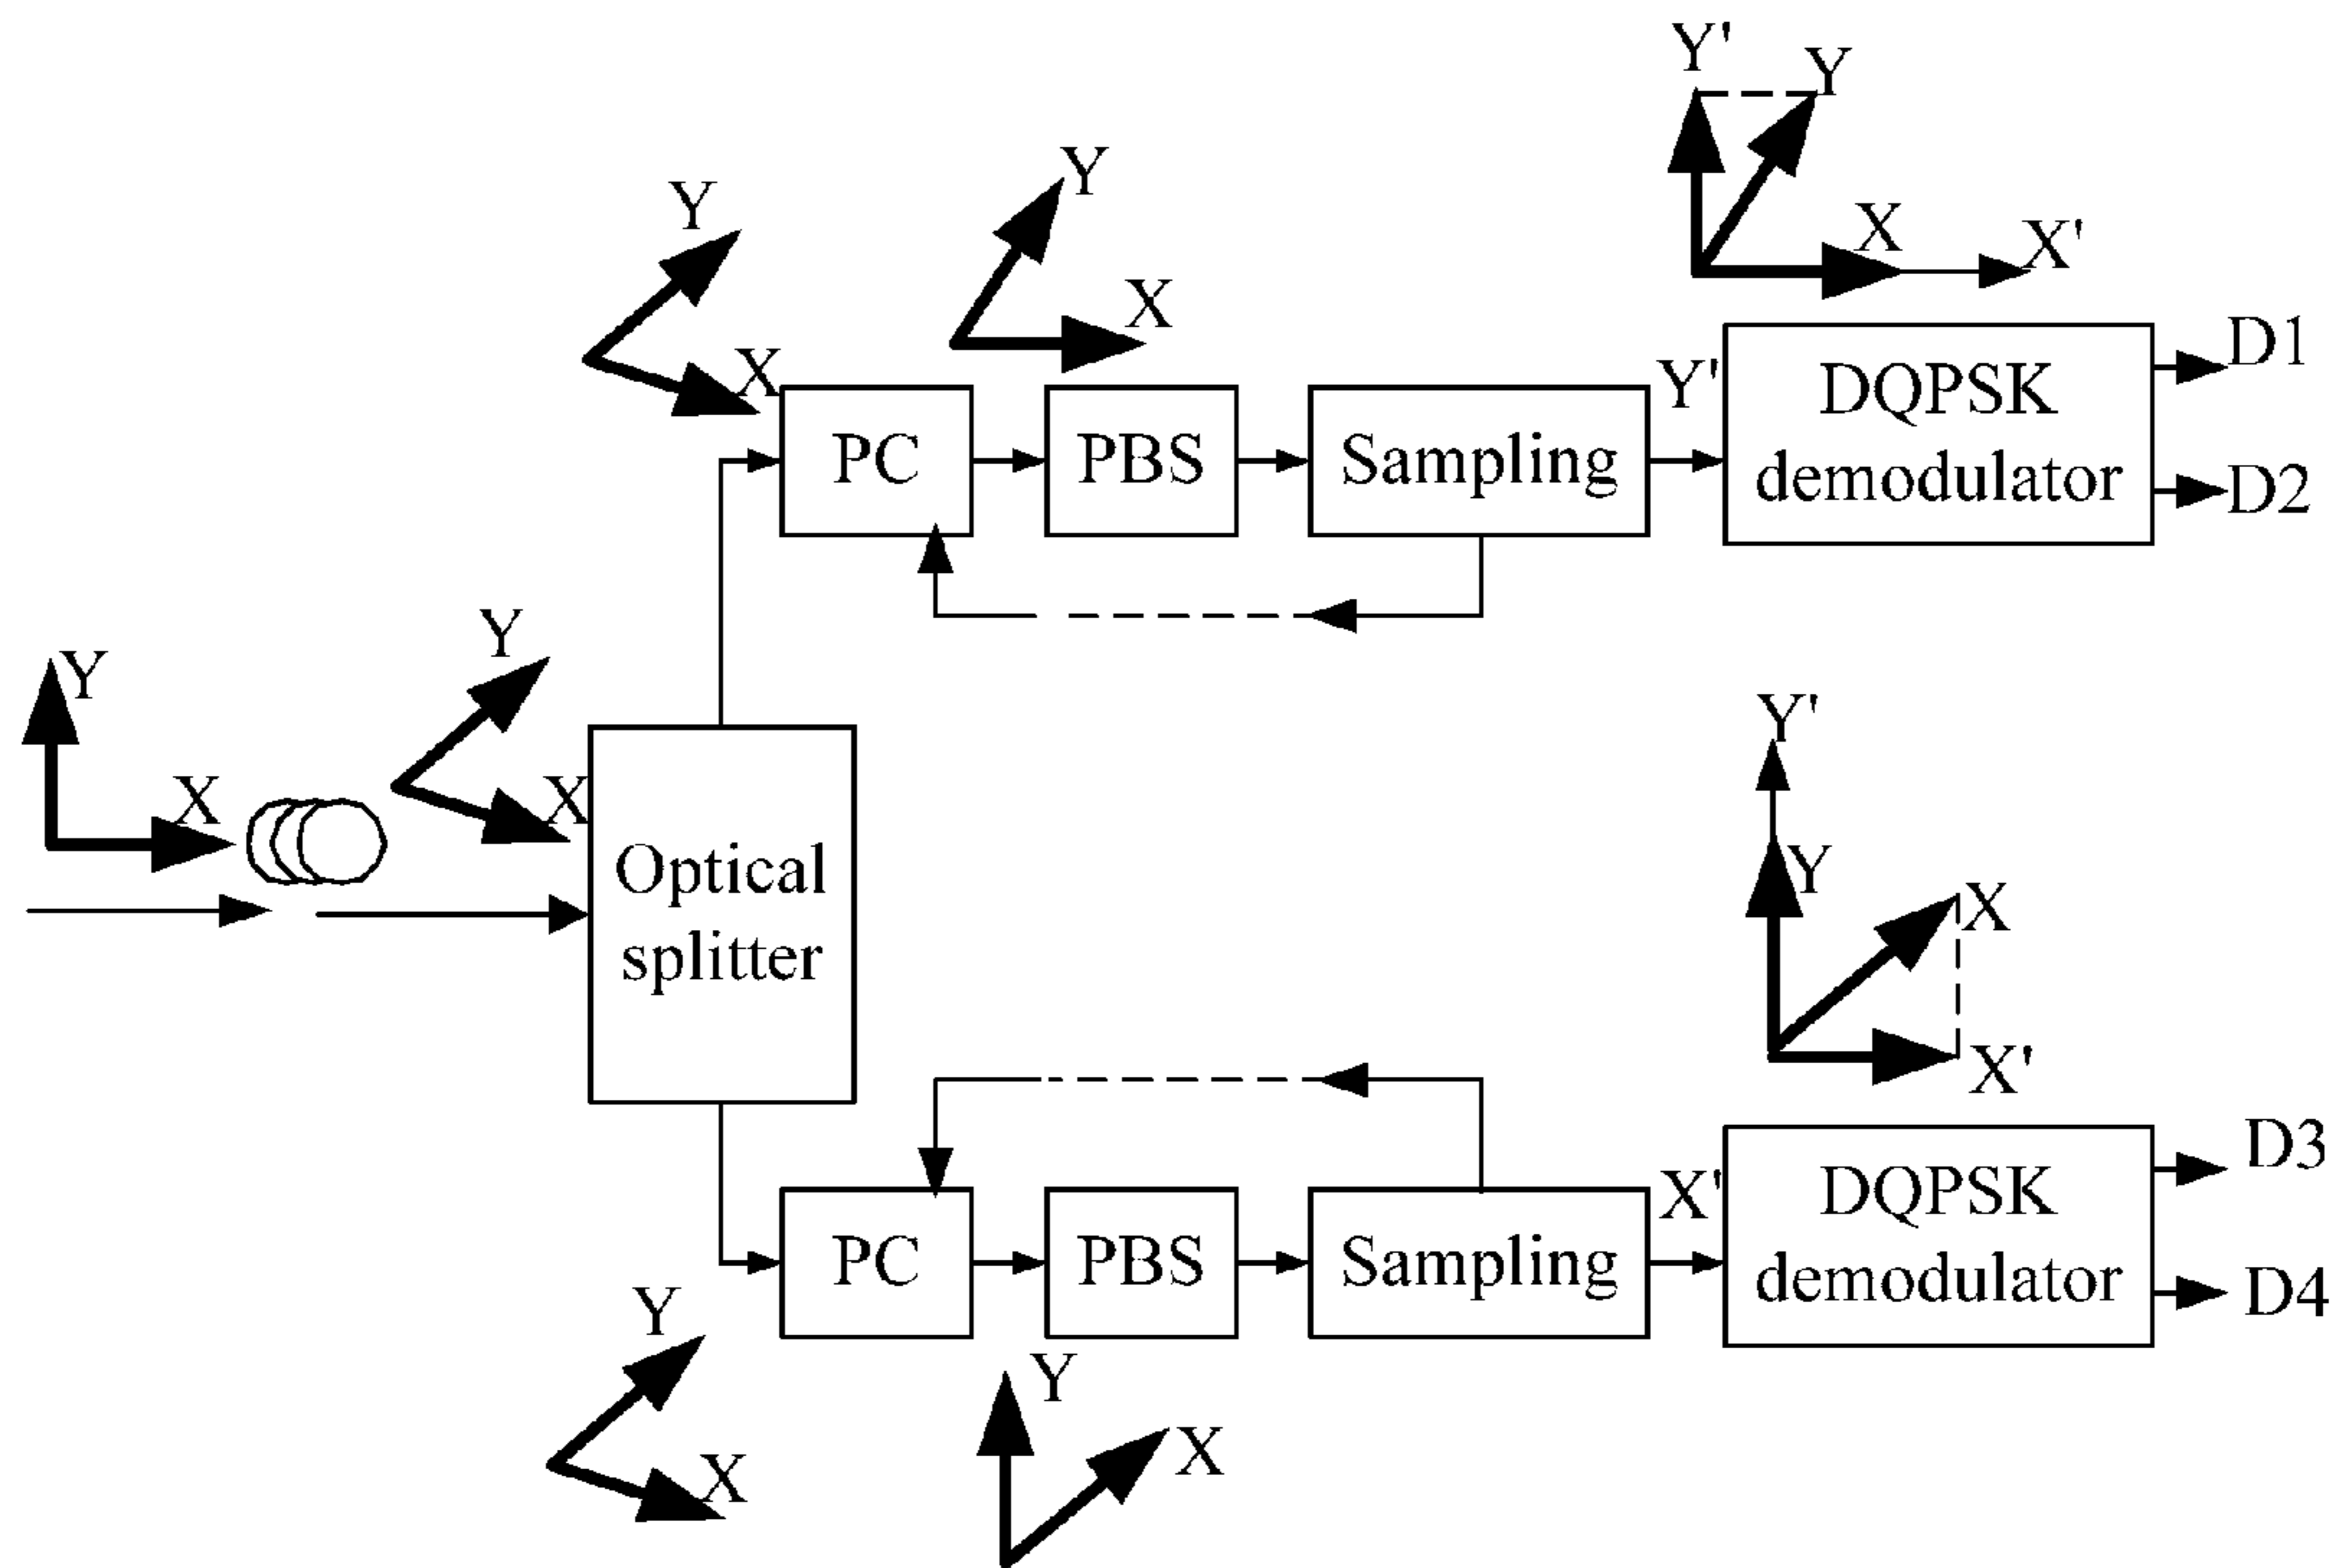 Y'
Y
X
X'
Y
X
Y
X
PC
PBS
Sampling
Y'
DQPSK
demodulator
D1
D2
Y
X
Y
X
Optical
splitter
Y'
Y
X
X'
PC
PBS
Sampling
X'
DQPSK
demodulator
D3
D4
Y
X
Y
X